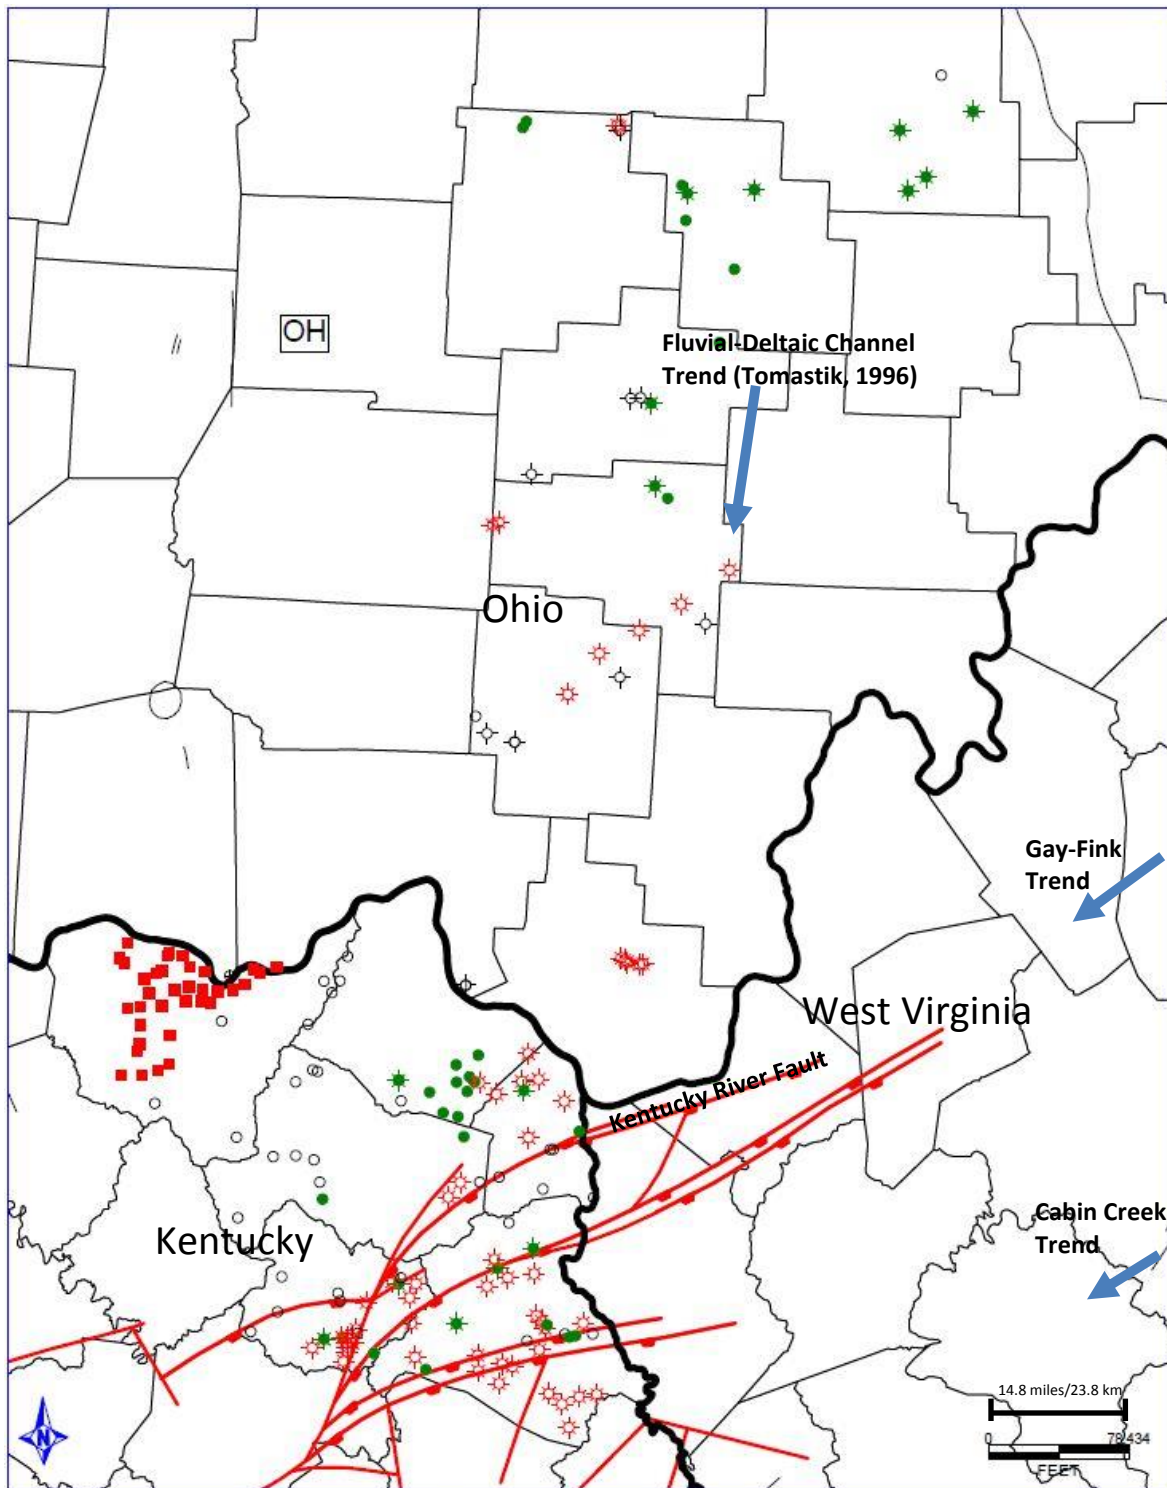 OH
Fluvial-Deltaic Channel
Trend (Tomastik, 1996)
Ohio
Gay-Fink
Trend
West Virginia
Kentucky River Fault
Kentucky
Cabin Creek
Trend
14.8 miles/23.8 km
0 78434
FEET
N